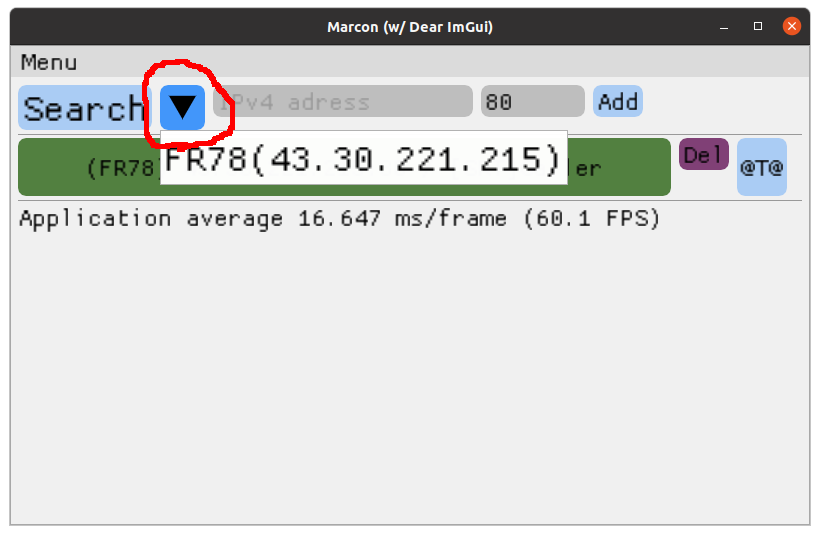 Marcon (w/ Dear ImGui)
Menu
Search ▼ IPv4 adress 80 Add
FR78(43.30.221.215)
(FR78 ler Del @T@
Application average 16.647 ms/frame (60.1 FPS)